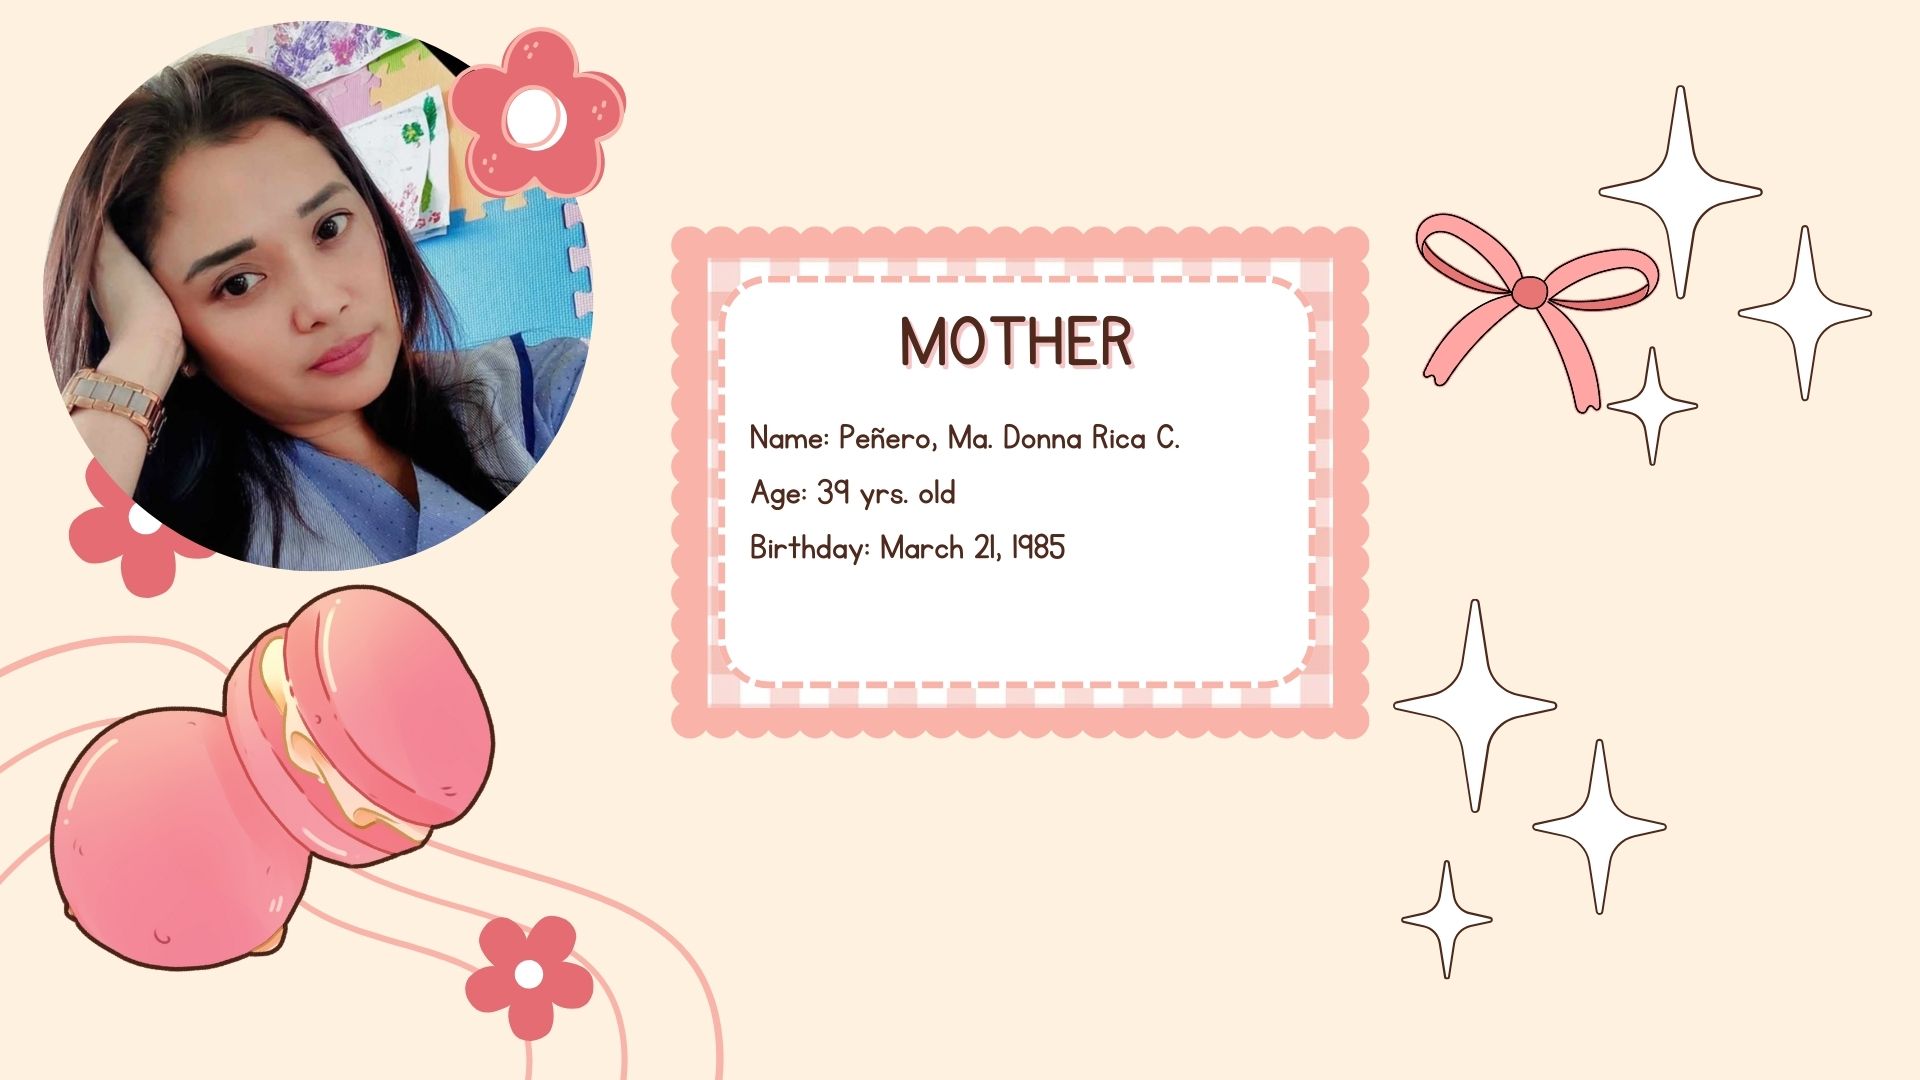 MOTHER
Name: Peñero, Ma. Donna Rica C.
Age: 39 yrs. old
Birthday: March 21, 1985